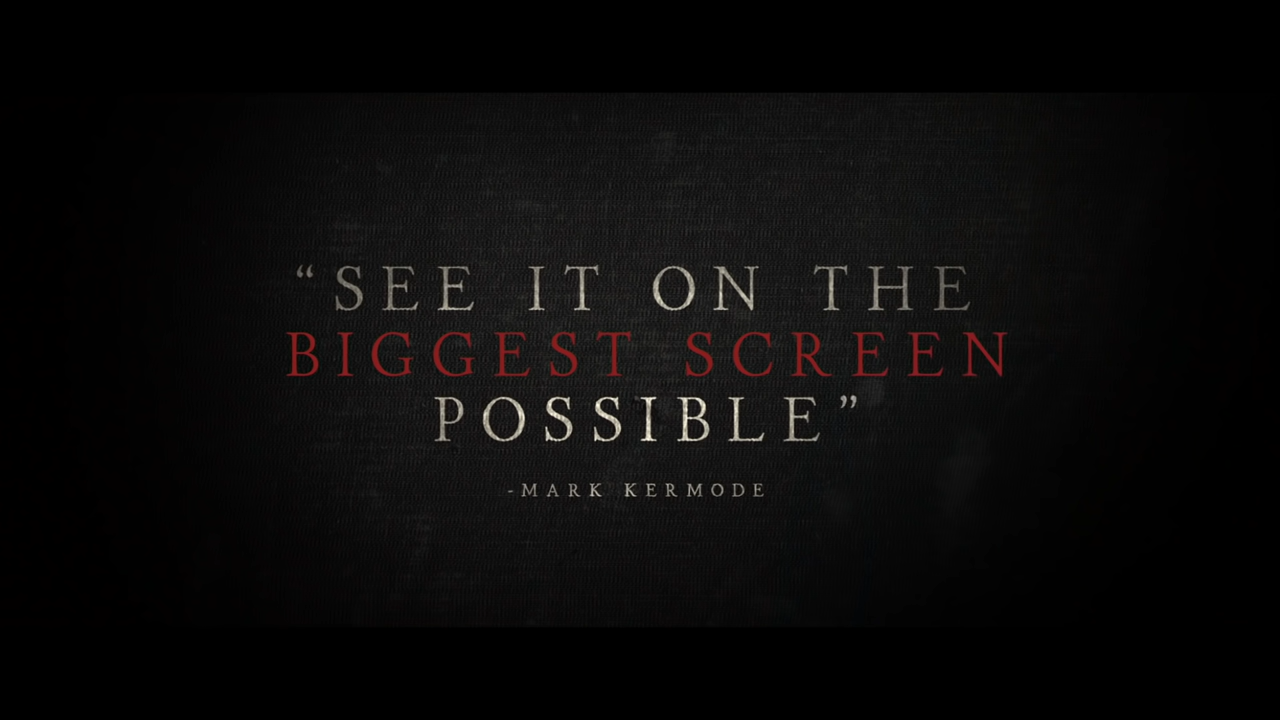 “SEE IT ON THE
BIGGEST SCREEN
POSSIBLE”
-MARK KERMODE